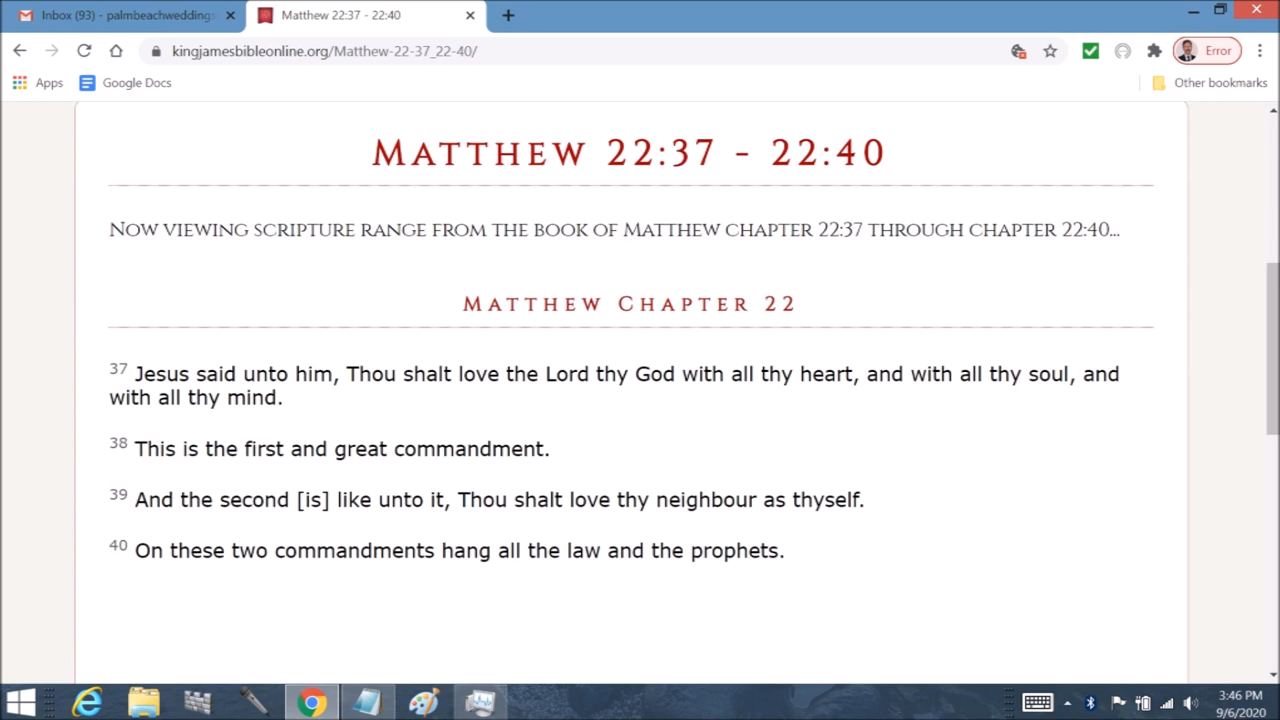 Inbox (93) - palmbeachwedding
Matthew 22:37 - 22:40
kingjamesbibleonline.org/Matthew-22-37_22-40/
Error
Apps
Google Docs
Other bookmarks
Matthew 22:37 - 22:40
Now viewing scripture range from the book of Matthew chapter 22:37 through chapter 22:40...
Matthew Chapter 22
37 Jesus said unto him, Thou shalt love the Lord thy God with all thy heart, and with all thy soul, and
with all thy mind.
38 This is the first and great commandment.
39 And the second [is] like unto it, Thou shalt love thy neighbour as thyself.
40 On these two commandments hang all the law and the prophets.
3:46 PM
9/6/2020